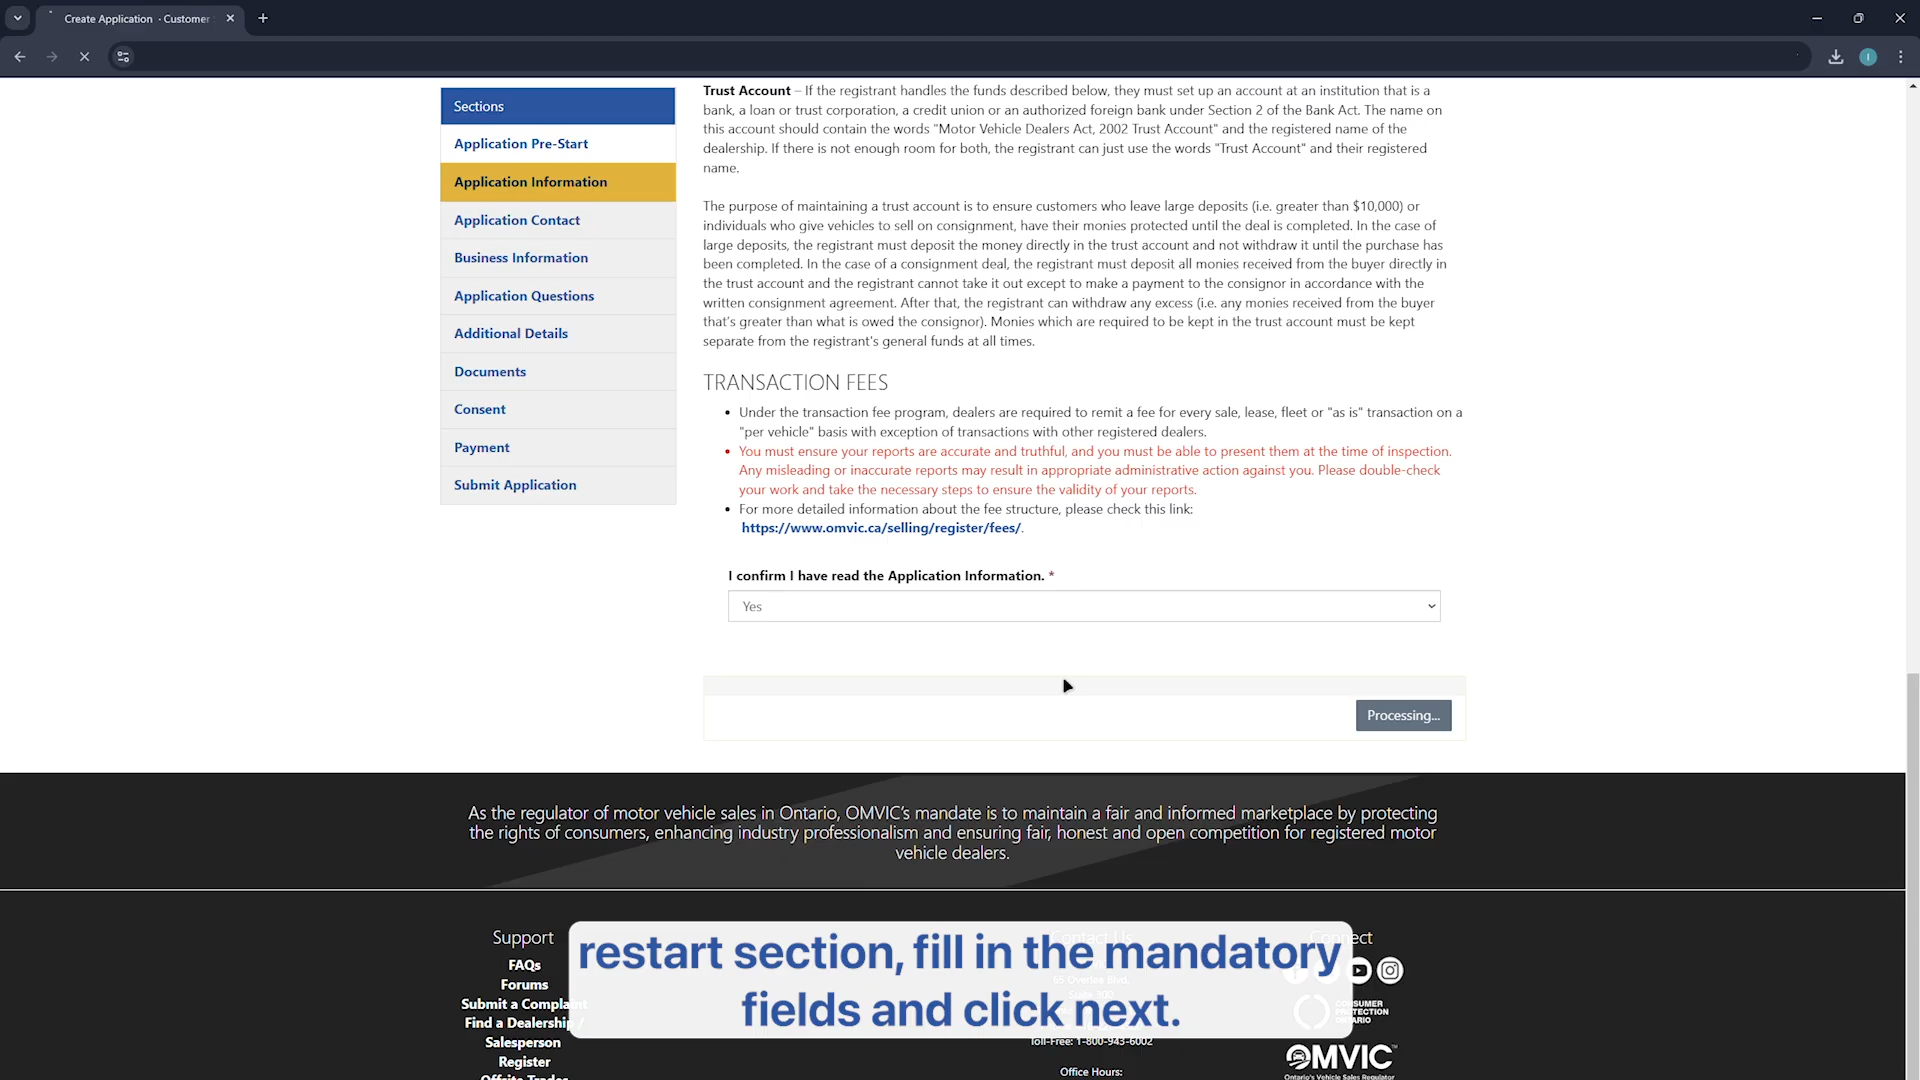 Create Application · Customer
Sections
Application Pre-Start
Application Information
Application Contact
Business Information
Application Questions
Additional Details
Documents
Consent
Payment
Submit Application
Trust Account – If the registrant handles the funds described below, they must set up an account at an institution that is a
bank, a loan or trust corporation, a credit union or an authorized foreign bank under Section 2 of the Bank Act. The name on
this account should contain the words "Motor Vehicle Dealers Act, 2002 Trust Account" and the registered name of the
dealership. If there is not enough room for both, the registrant can just use the words "Trust Account" and their registered
name.
The purpose of maintaining a trust account is to ensure customers who leave large deposits (i.e. greater than $10,000) or
individuals who give vehicles to sell on consignment, have their monies protected until the deal is completed. In the case of
large deposits, the registrant must deposit the money directly in the trust account and not withdraw it until the purchase has
been completed. In the case of a consignment deal, the registrant must deposit all monies received from the buyer directly in
the trust account and the registrant cannot take it out except to make a payment to the consignor in accordance with the
written consignment agreement. After that, the registrant can withdraw any excess (i.e. any monies received from the buyer
that's greater than what is owed the consignor). Monies which are required to be kept in the trust account must be kept
separate from the registrant's general funds at all times.
TRANSACTION FEES
• Under the transaction fee program, dealers are required to remit a fee for every sale, lease, fleet or "as is" transaction on a
"per vehicle" basis with exception of transactions with other registered dealers.
• You must ensure your reports are accurate and truthful, and you must be able to present them at the time of inspection.
Any misleading or inaccurate reports may result in appropriate administrative action against you. Please double-check
your work and take the necessary steps to ensure the validity of your reports.
• For more detailed information about the fee structure, please check this link:
https://www.omvic.ca/selling/register/fees/.
I confirm I have read the Application Information. *
Yes
Processing...
As the regulator of motor vehicle sales in Ontario, OMVIC's mandate is to maintain a fair and informed marketplace by protecting
the rights of consumers, enhancing industry professionalism and ensuring fair, honest and open competition for registered motor
vehicle dealers.
Support
FAQs
Forums
Submit a Complaint
Find a Dealership /
Salesperson
Register
Offsite Trades
restart section, fill in the mandatory
fields and click next.
Contact Us
65 Overlea Blvd,
Toll-Free: 1-800-943-6002
Office Hours:
Connect
CONSUMER
PROTECTION
ONTARIO
OMVIC™
Ontario's Vehicle Sales Regulator